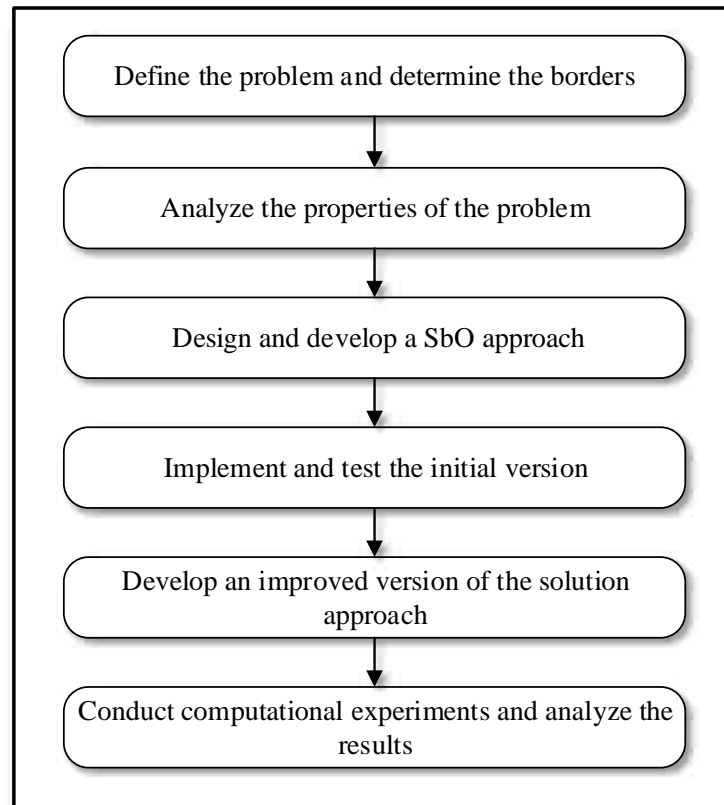 Define the problem and determine the borders
Analyze the properties of the problem
Design and develop a SbO approach
Implement and test the initial version
Develop an improved version of the solution
approach
Conduct computational experiments and analyze the
results